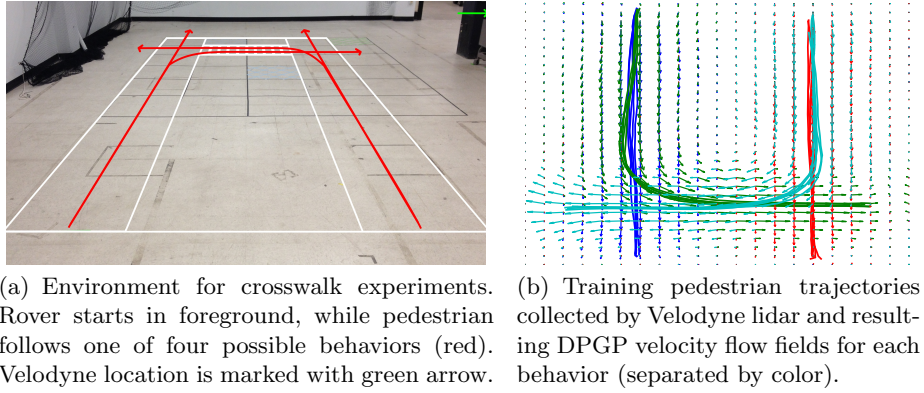 (a) Environment for crosswalk experiments.
Rover starts in foreground, while pedestrian
follows one of four possible behaviors (red).
Velodyne location is marked with green arrow.
(b) Training pedestrian trajectories
collected by Velodyne lidar and result-
ing DPGP velocity flow fields for each
behavior (separated by color).